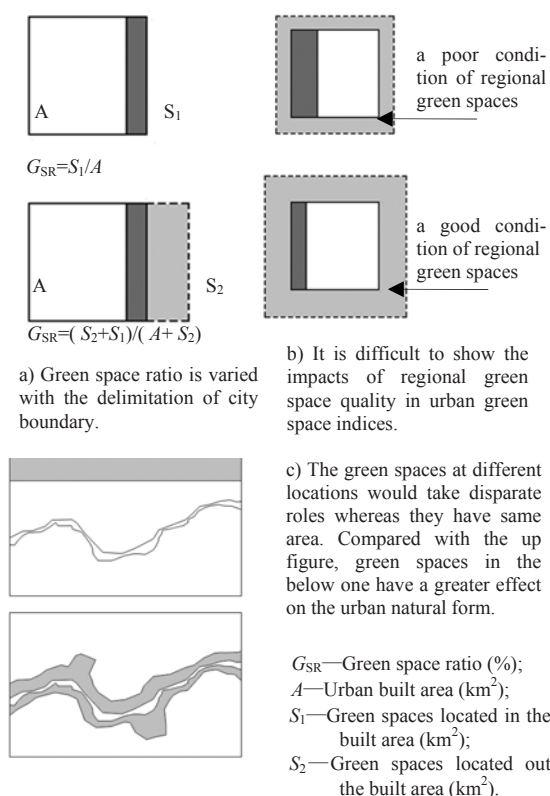 A
S₁
G_SR=S₁/A
A
S₂
G_SR=( S₂+S₁)/( A+ S₂)
a) Green space ratio is varied
with the delimitation of city
boundary.
a poor condi-
tion of regional
green spaces
a good condi-
tion of regional
green spaces
b) It is difficult to show the
impacts of regional green
space quality in urban green
space indices.
c) The green spaces at different
locations would take disparate
roles whereas they have same
area. Compared with the up
figure, green spaces in the
below one have a greater effect
on the urban natural form.
G_SR—Green space ratio (%);
A—Urban built area (km²);
S₁—Green spaces located in the
built area (km²);
S₂—Green spaces located out
the built area (km²).